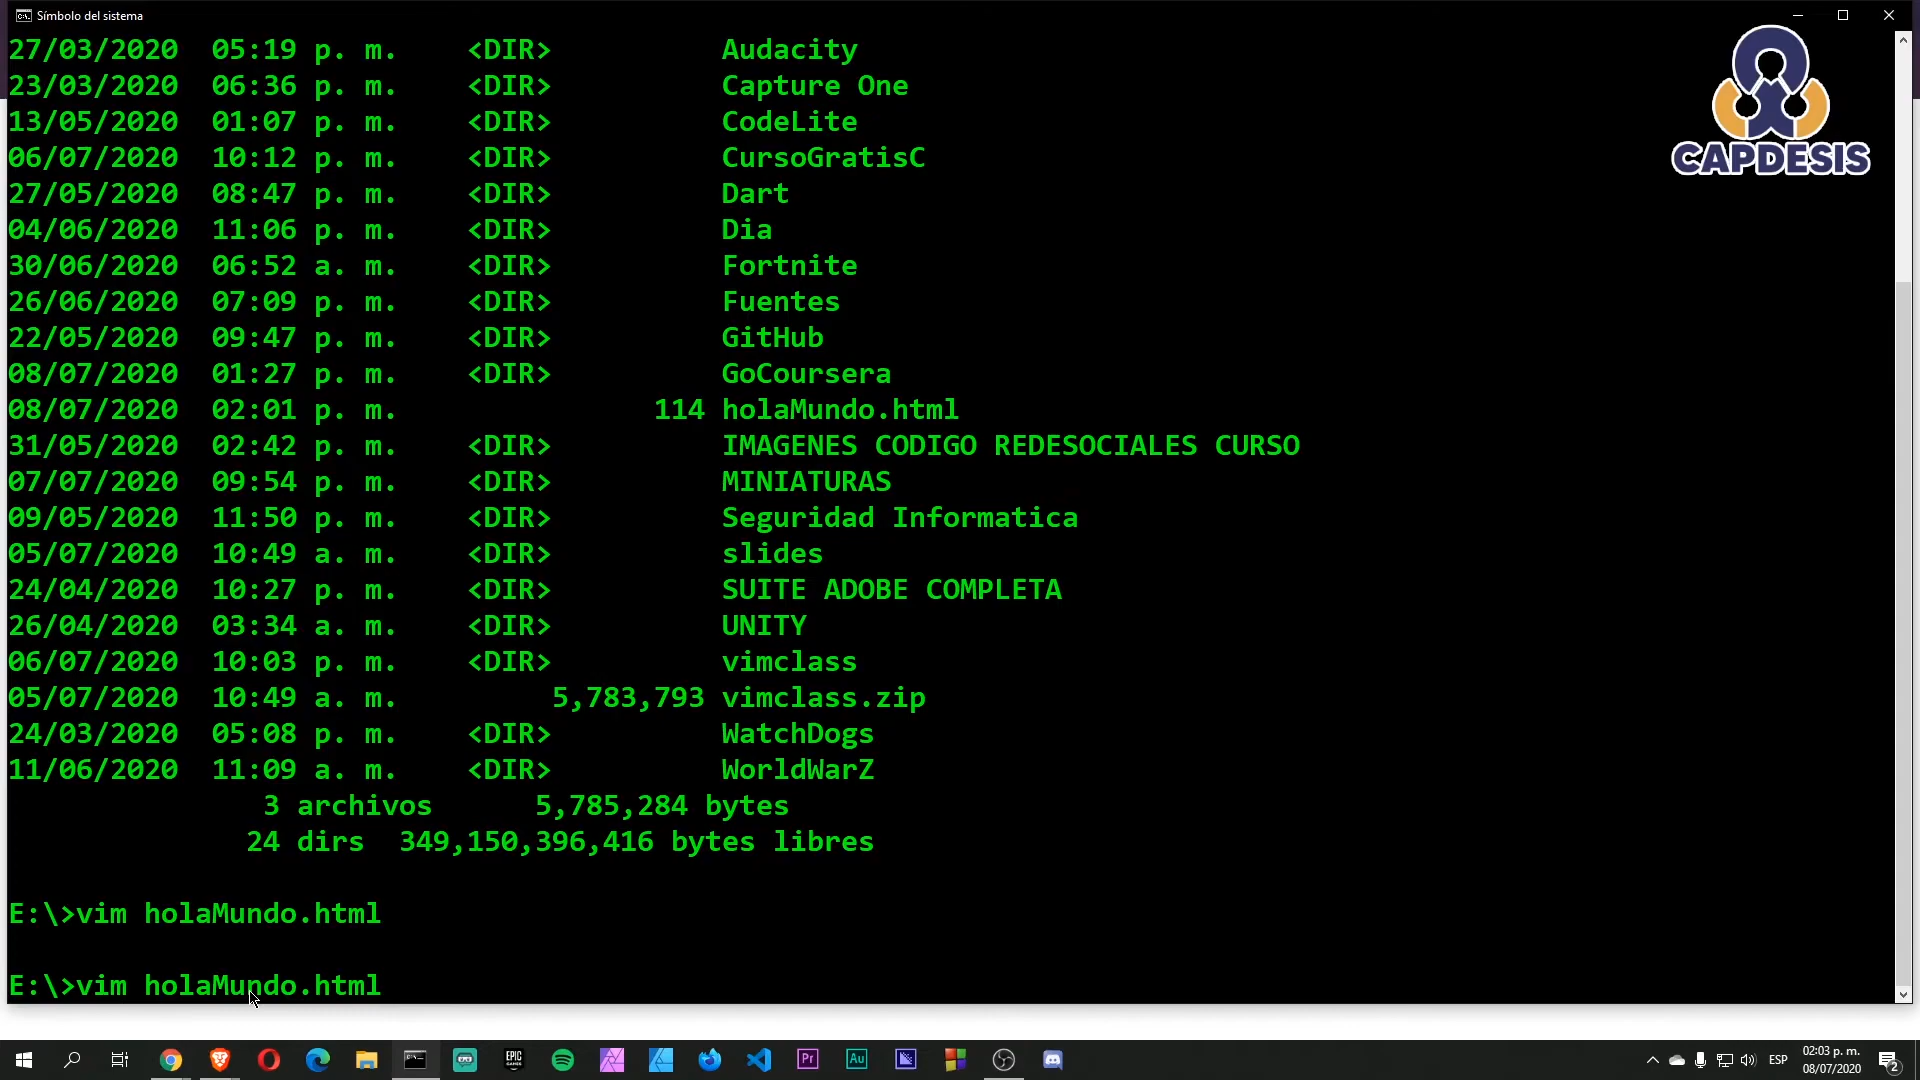 Símbolo del sistema
27/03/2020  05:19 p. m.    <DIR>          Audacity
23/03/2020  06:36 p. m.    <DIR>          Capture One
13/05/2020  01:07 p. m.    <DIR>          CodeLite
06/07/2020  10:12 p. m.    <DIR>          CursoGratisC
27/05/2020  08:47 p. m.    <DIR>          Dart
04/06/2020  11:06 p. m.    <DIR>          Dia
30/06/2020  06:52 a. m.    <DIR>          Fortnite
26/06/2020  07:09 p. m.    <DIR>          Fuentes
22/05/2020  09:47 p. m.    <DIR>          GitHub
08/07/2020  01:27 p. m.    <DIR>          GoCoursera
08/07/2020  02:01 p. m.               114 holaMundo.html
31/05/2020  02:42 p. m.    <DIR>          IMAGENES CODIGO REDESOCIALES CURSO
07/07/2020  09:54 p. m.    <DIR>          MINIATURAS
09/05/2020  11:50 p. m.    <DIR>          Seguridad Informatica
05/07/2020  10:49 a. m.    <DIR>          slides
24/04/2020  10:27 p. m.    <DIR>          SUITE ADOBE COMPLETA
26/04/2020  03:34 a. m.    <DIR>          UNITY
06/07/2020  10:03 p. m.    <DIR>          vimclass
05/07/2020  10:49 a. m.         5,783,793 vimclass.zip
24/03/2020  05:08 p. m.    <DIR>          WatchDogs
11/06/2020  11:09 a. m.    <DIR>          WorldWarZ
3 archivos      5,785,284 bytes
24 dirs  349,150,396,416 bytes libres
E:\>vim holaMundo.html
E:\>vim holaMundo.html
CAPDESIS
EPIC
GAMES
Pr
Au
ESP
02:03 p. m.
08/07/2020
2